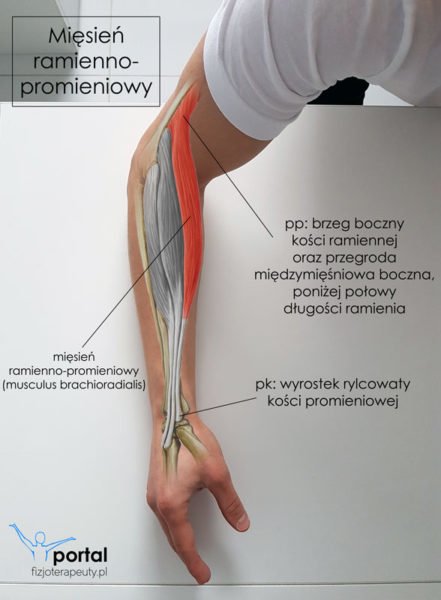 Mięsień
ramienno-
promieniowy
pp: brzeg boczny
kości ramiennej
oraz przegroda
międzymięśniowa boczna,
poniżej połowy
długości ramienia
mięsień
ramienno-promieniowy
(musculus brachioradialis)
pk: wyrostek rylcowaty
kości promieniowej
portal
fizjoterapeuty.pl